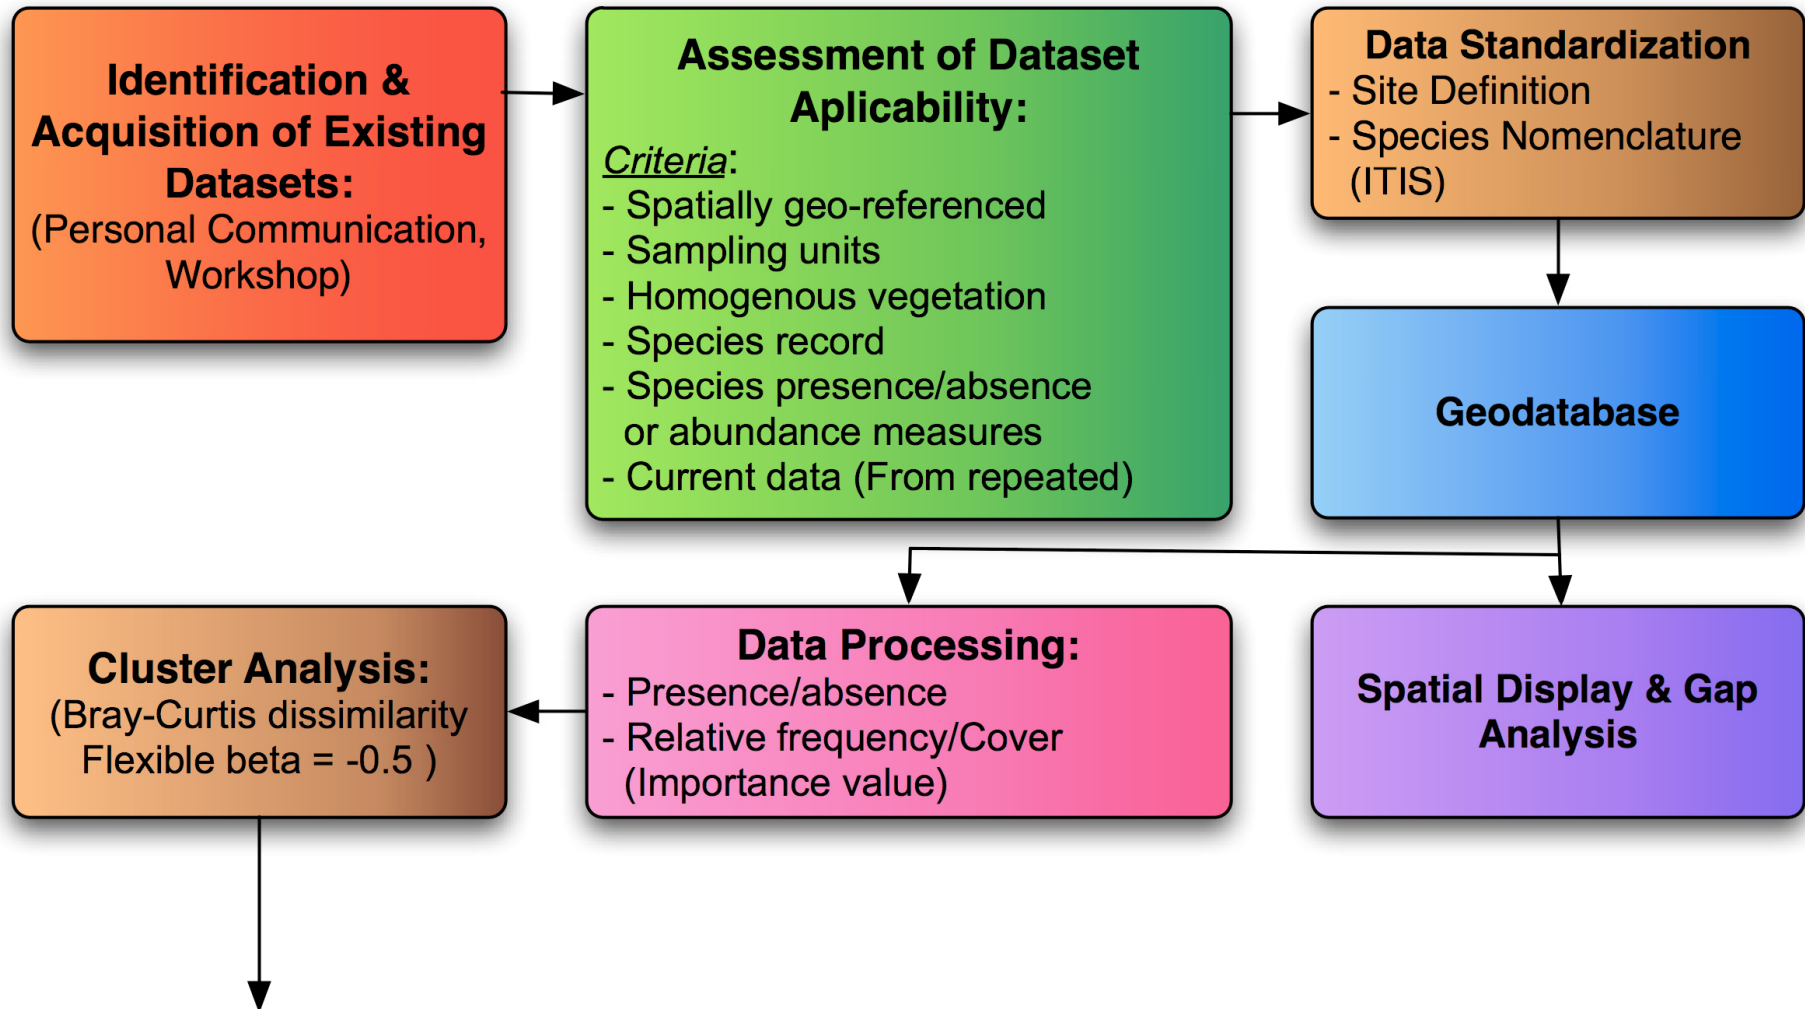 Identification &
Acquisition of Existing
Datasets:
(Personal Communication,
Workshop)
Assessment of Dataset
Aplicability:
Criteria:
- Spatially geo-referenced
- Sampling units
- Homogenous vegetation
- Species record
- Species presence/absence
or abundance measures
- Current data (From repeated)
Data Standardization
- Site Definition
- Species Nomenclature
(ITIS)
Geodatabase
Cluster Analysis:
(Bray-Curtis dissimilarity
Flexible beta = -0.5 )
Data Processing:
- Presence/absence
- Relative frequency/Cover
(Importance value)
Spatial Display & Gap
Analysis